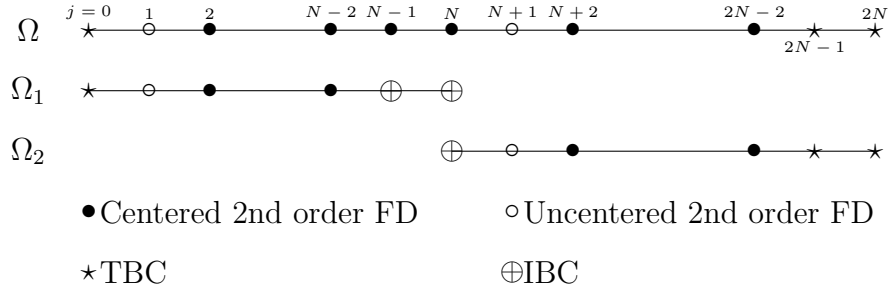 j = 0 1 2 N − 2 N − 1 N N + 1 N + 2 2N − 2 2N − 1 2N
Ω
Ω₁
Ω₂
● Centered 2nd order FD ○ Uncentered 2nd order FD
⋆ TBC ⊕ IBC